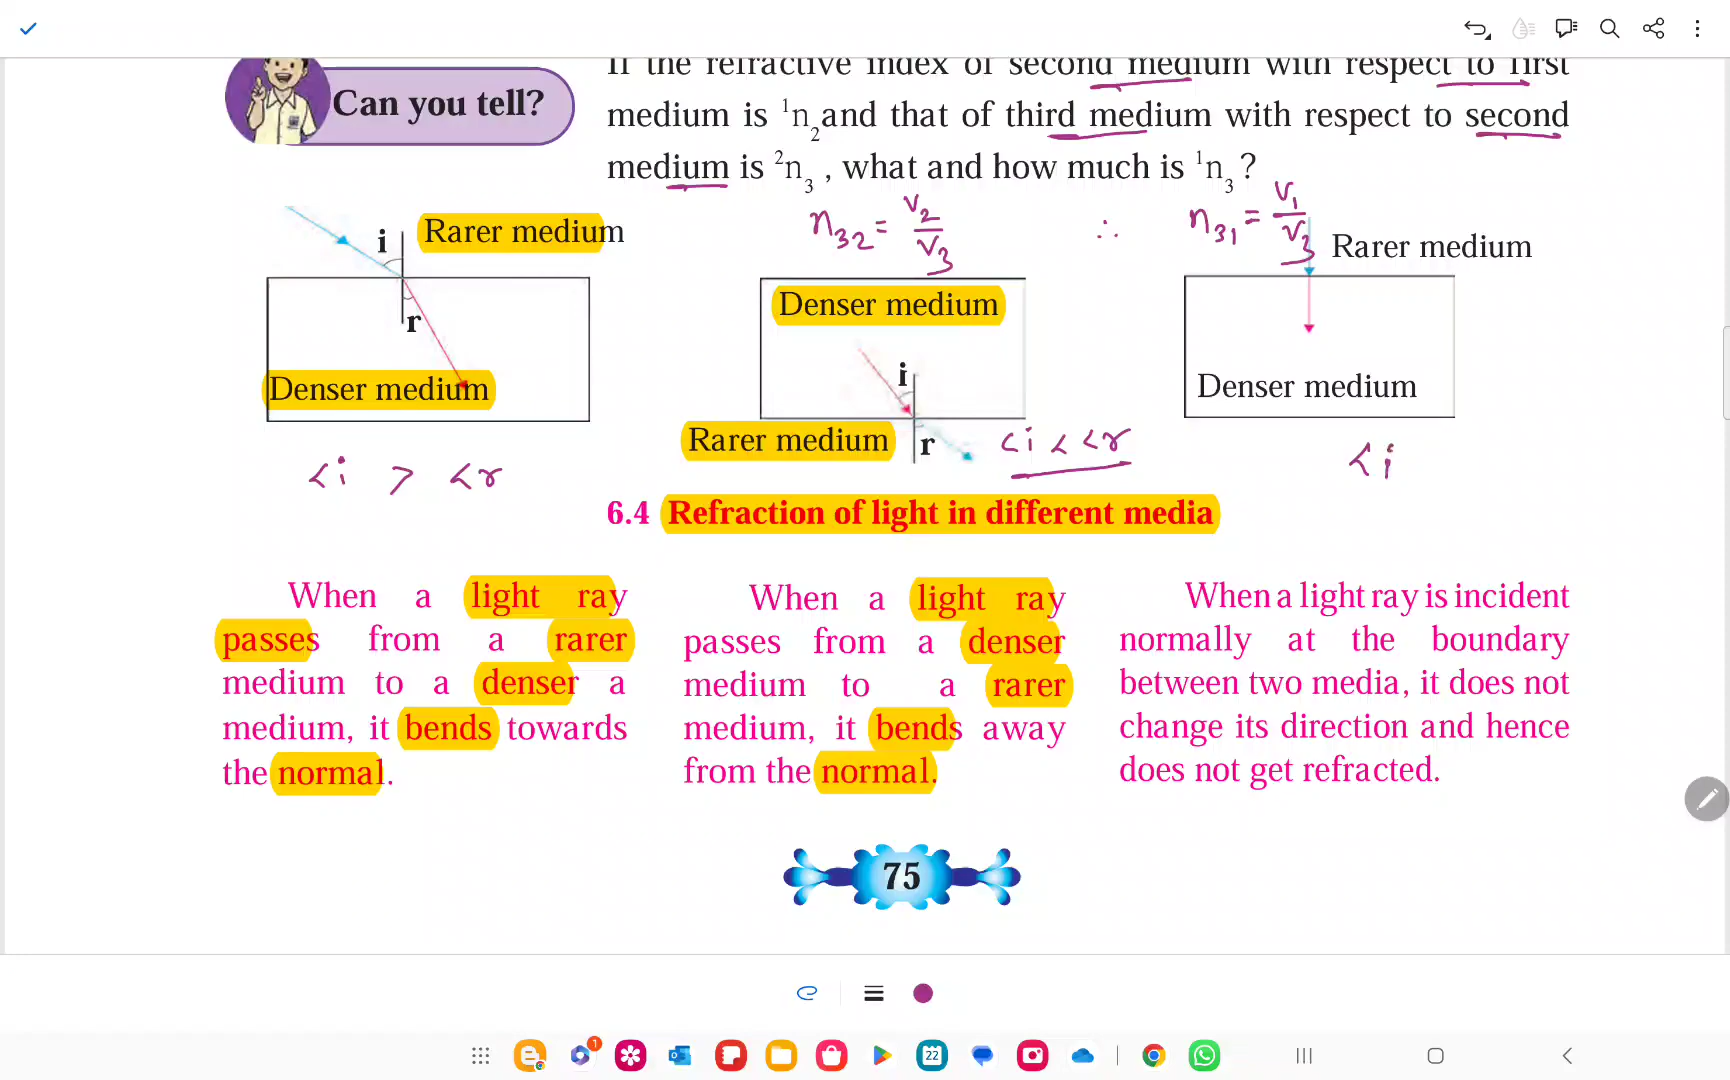 If the refractive index of second medium with respect to first
Can you tell?
medium is ¹n₂and that of third medium with respect to second
medium is ²n₃ , what and how much is ¹n₃?
n₃₂ = v₂/v₃ ∴ n₃₁ = v₁/v₃
i Rarer medium
Rarer medium
r
Denser medium
Denser medium
i
r
Rarer medium
Denser medium
<i > <r
<i < <r
<i
6.4 Refraction of light in different media
When a light ray
passes from a rarer
medium to a denser a
medium, it bends towards
the normal.
When a light ray
passes from a denser
medium to a rarer
medium, it bends away
from the normal.
When a light ray is incident
normally at the boundary
between two media, it does not
change its direction and hence
does not get refracted.
75
1
22